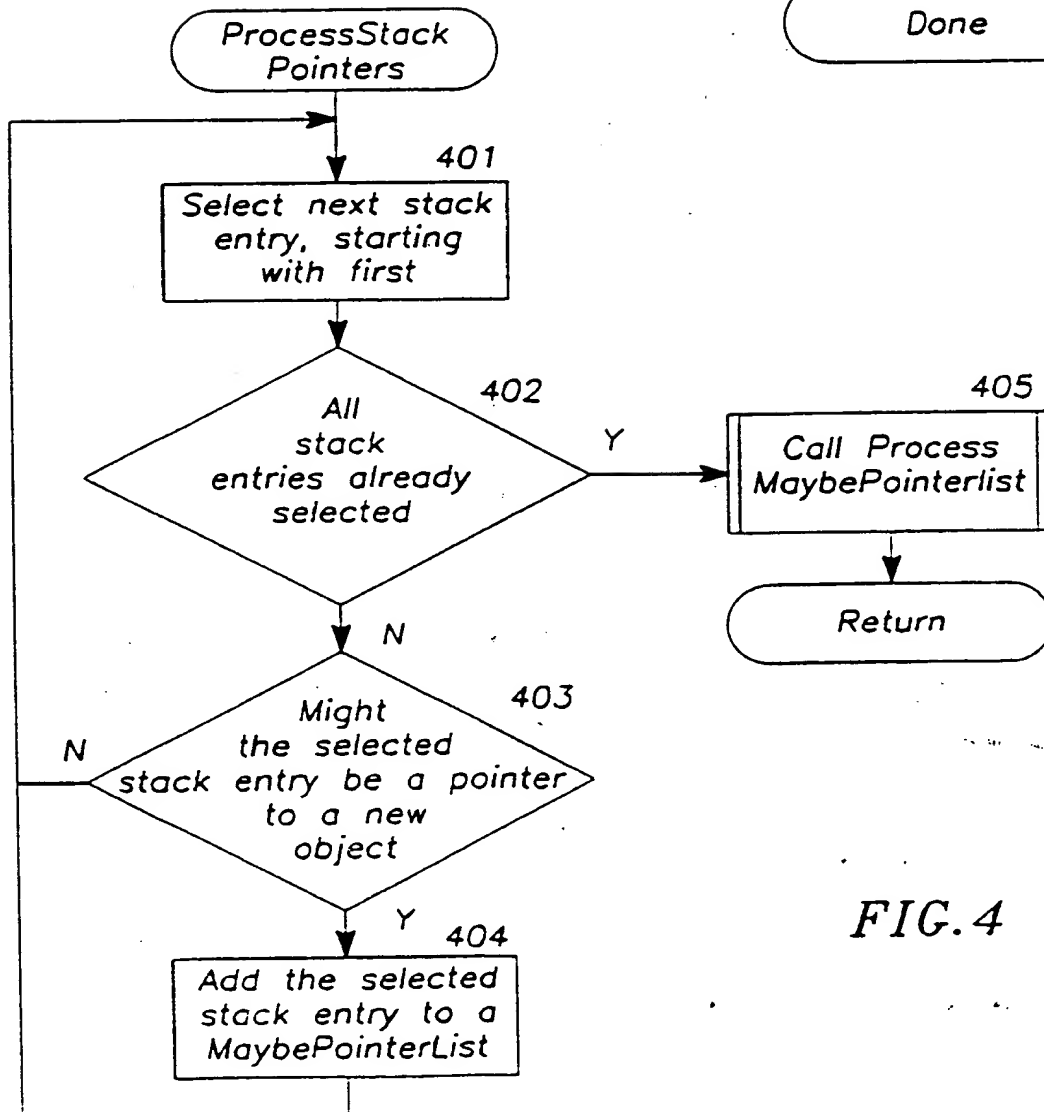 ProcessStack
Pointers
Done
401
Select next stack
entry, starting
with first
402
All
stack
entries already
selected
Y
405
Call Process
MaybePointerlist
Return
N
403
Might
the selected
stack entry be a pointer
to a new
object
N
Y
404
Add the selected
stack entry to a
MaybePointerList
FIG.4